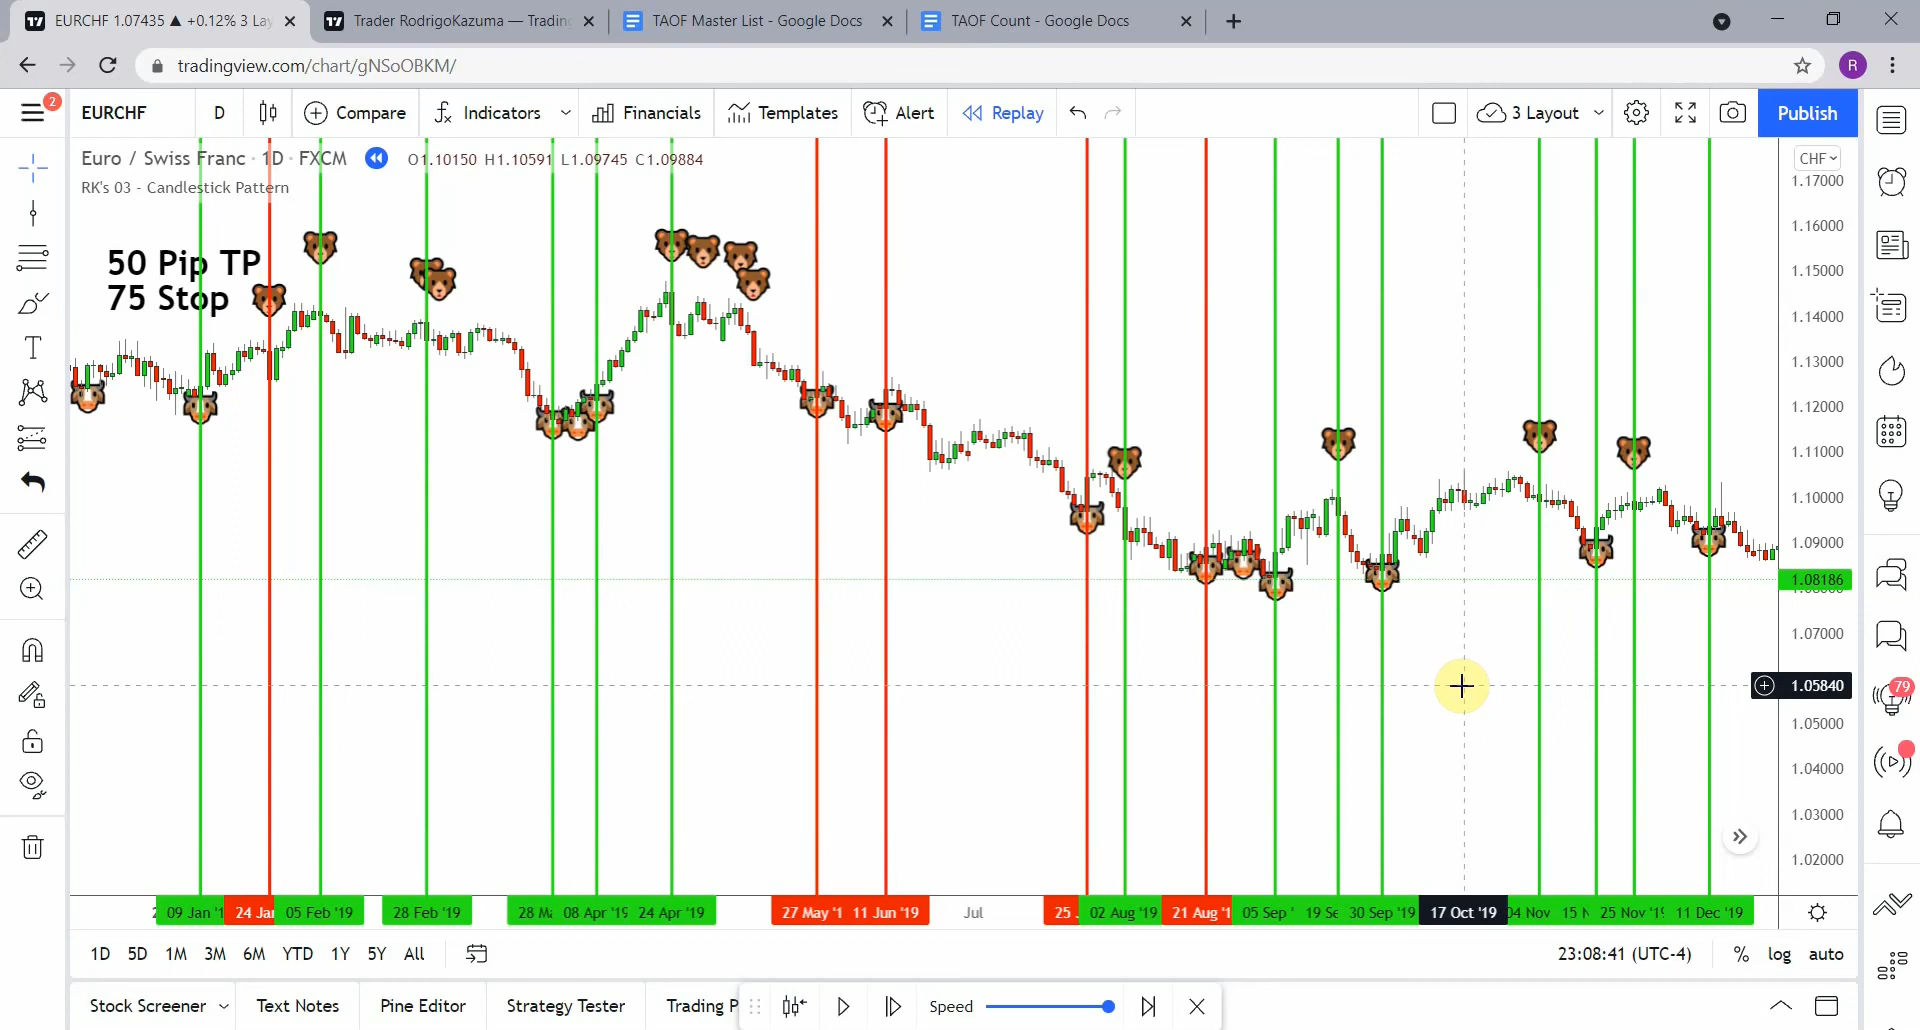 EURCHF 1.07435 ▲ +0.12% 3 Lay
Trader RodrigoKazuma — Trading
TAOF Master List - Google Docs
TAOF Count - Google Docs
tradingview.com/chart/gNSoOBKM/
R
2
EURCHF
D
Compare
Indicators
Financials
Templates
Alert
Replay
3 Layout
Publish
Euro / Swiss Franc · 1D · FXCM
O1.10150 H1.10591 L1.09745 C1.09884
CHF
RK's 03 - Candlestick Pattern
50 Pip TP
75 Stop
1.17000
1.16000
1.15000
1.14000
1.13000
1.12000
1.11000
1.10000
1.09000
1.08186
1.07000
1.05840
1.05000
1.04000
1.03000
1.02000
79
09 Jan '1
24 Jan
05 Feb '19
28 Feb '19
28 Ma
08 Apr '19
24 Apr '19
27 May '1
11 Jun '19
Jul
25
02 Aug '19
21 Aug '1
05 Sep '
19 Se
30 Sep '19
17 Oct '19
04 Nov
15 N
25 Nov '19
11 Dec '19
1D 5D 1M 3M 6M YTD 1Y 5Y All
23:08:41 (UTC-4)
% log auto
Stock Screener
Text Notes
Pine Editor
Strategy Tester
Trading P
Speed